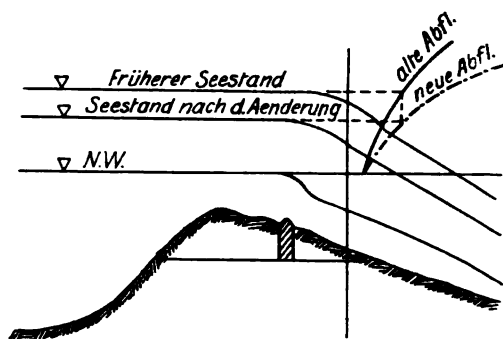 alte Abfl.
neue Abfl.
Früherer Seestand
Seestand nach d. Aenderung
N.W.